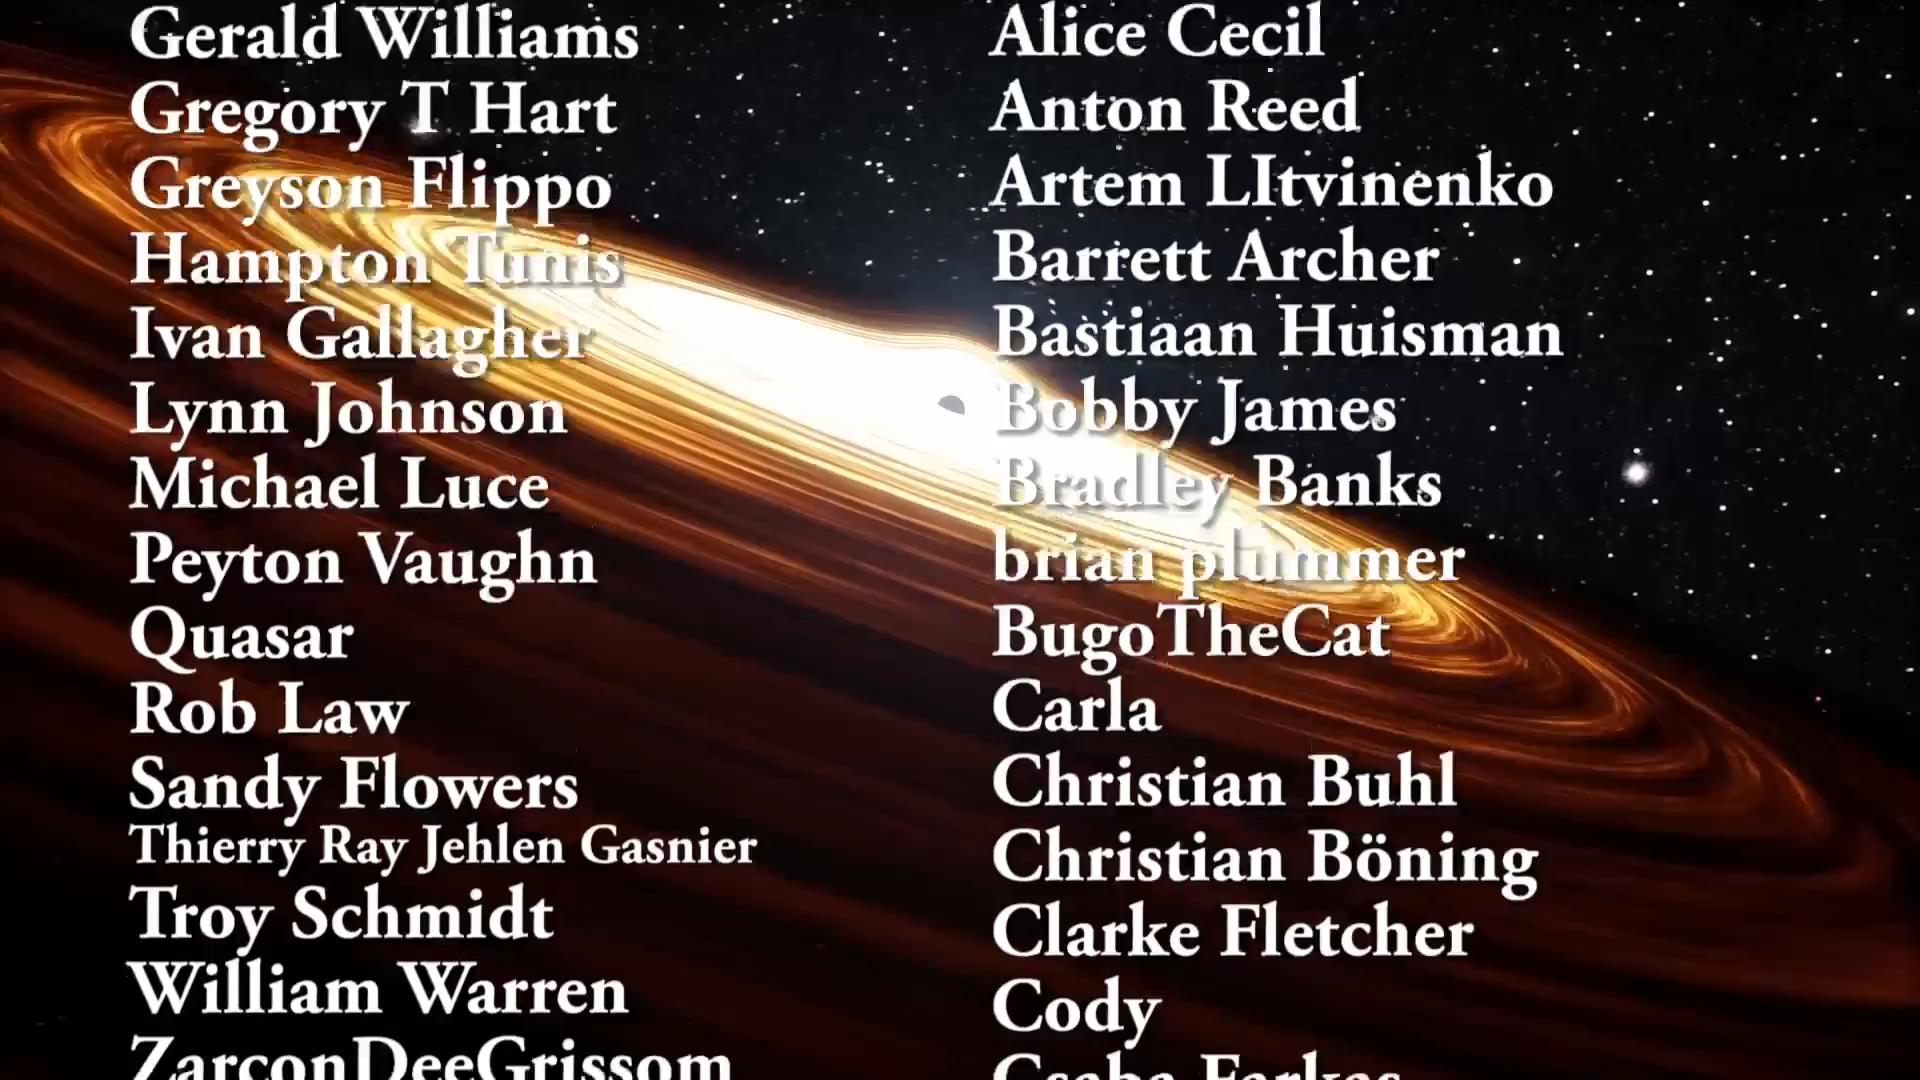 Gerald Williams
Gregory T Hart
Greyson Flippo
Hampton Tunis
Ivan Gallagher
Lynn Johnson
Michael Luce
Peyton Vaughn
Quasar
Rob Law
Sandy Flowers
Thierry Ray Jehlen Gasnier
Troy Schmidt
William Warren
ZarconDeeGrissom
Alice Cecil
Anton Reed
Artem LItvinenko
Barrett Archer
Bastiaan Huisman
Bobby James
Bradley Banks
brian plummer
BugoTheCat
Carla
Christian Buhl
Christian Böning
Clarke Fletcher
Cody
Csaba Farkas